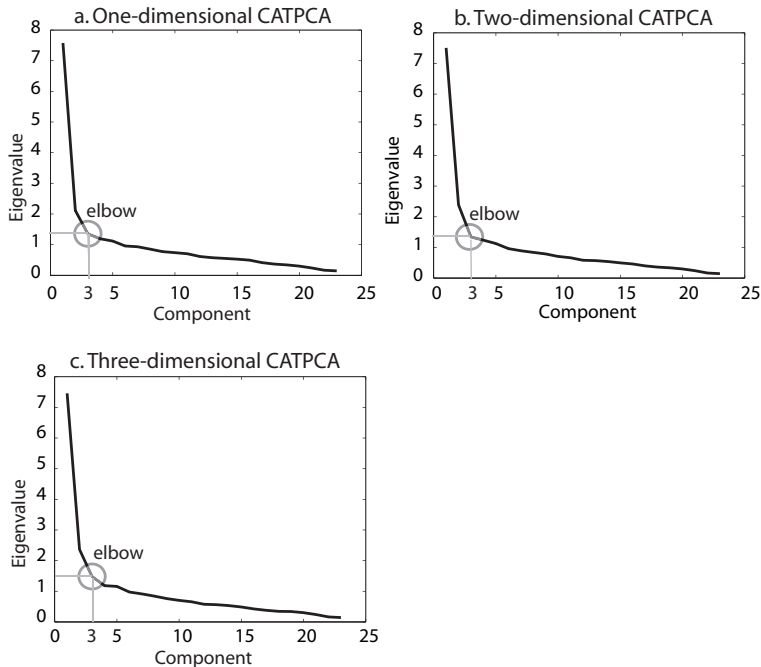 a. One-dimensional CATPCA
8
7
6
5
4
3
2
1
0
Eigenvalue
elbow
0 3 5 10 15 20 25
Component
b. Two-dimensional CATPCA
8
7
6
5
4
3
2
1
0
Eigenvalue
elbow
0 3 5 10 15 20 25
Component
c. Three-dimensional CATPCA
8
7
6
5
4
3
2
1
0
Eigenvalue
elbow
0 3 5 10 15 20 25
Component